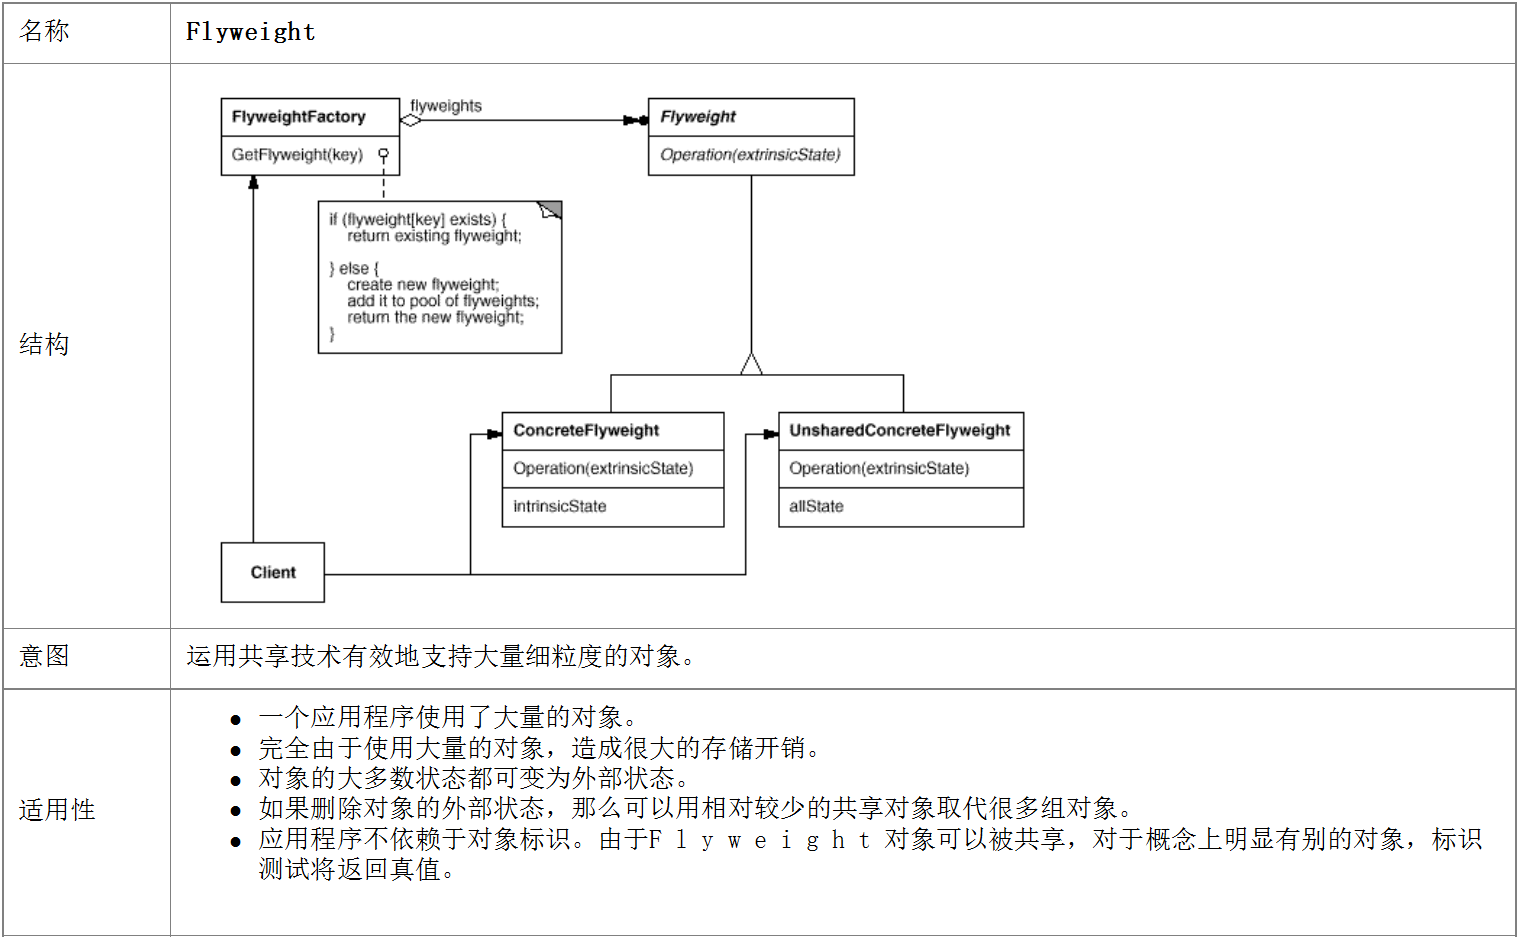 名称
Flyweight
结构
FlyweightFactory
flyweights
Flyweight
GetFlyweight(key)
Operation(extrinsicState)
if (flyweight[key] exists) {
return existing flyweight;
} else {
create new flyweight;
add it to pool of flyweights;
return the new flyweight;
}
ConcreteFlyweight
UnsharedConcreteFlyweight
Operation(extrinsicState)
Operation(extrinsicState)
intrinsicState
allState
Client
意图
运用共享技术有效地支持大量细粒度的对象。
适用性
● 一个应用程序使用了大量的对象。
● 完全由于使用大量的对象，造成很大的存储开销。
● 对象的大多数状态都可变为外部状态。
● 如果删除对象的外部状态，那么可以用相对较少的共享对象取代很多组对象。
● 应用程序不依赖于对象标识。由于F l y w e i g h t 对象可以被共享，对于概念上明显有别的对象，标识
测试将返回真值。